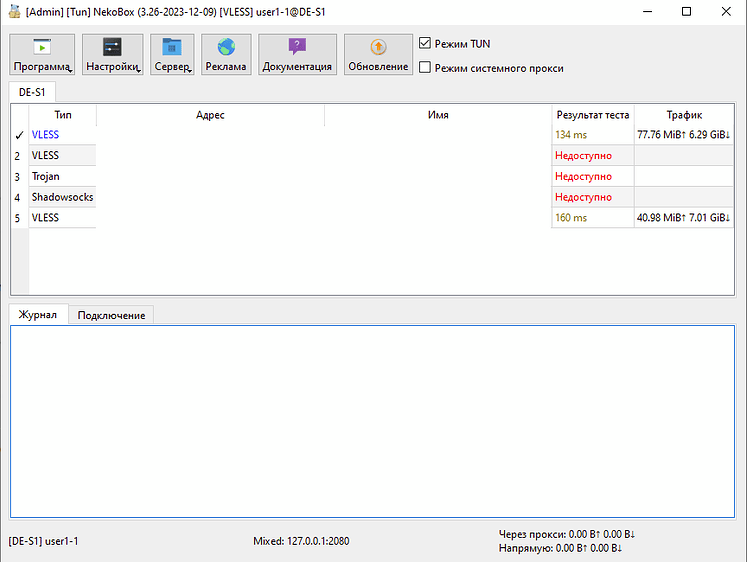 [Admin] [Tun] NekoBox (3.26-2023-12-09) [VLESS] user1-1@DE-S1
Программа Настройки Сервер Реклама Документация Обновление
Режим TUN
Режим системного прокси
DE-S1
Тип Адрес Имя Результат теста Трафик
✓ VLESS 134 ms 77.76 MiB↑ 6.29 GiB↓
2 VLESS Недоступно
3 Trojan Недоступно
4 Shadowsocks Недоступно
5 VLESS 160 ms 40.98 MiB↑ 7.01 GiB↓
Журнал Подключение
[DE-S1] user1-1 Mixed: 127.0.0.1:2080
Через прокси: 0.00 B↑ 0.00 B↓
Напрямую: 0.00 B↑ 0.00 B↓